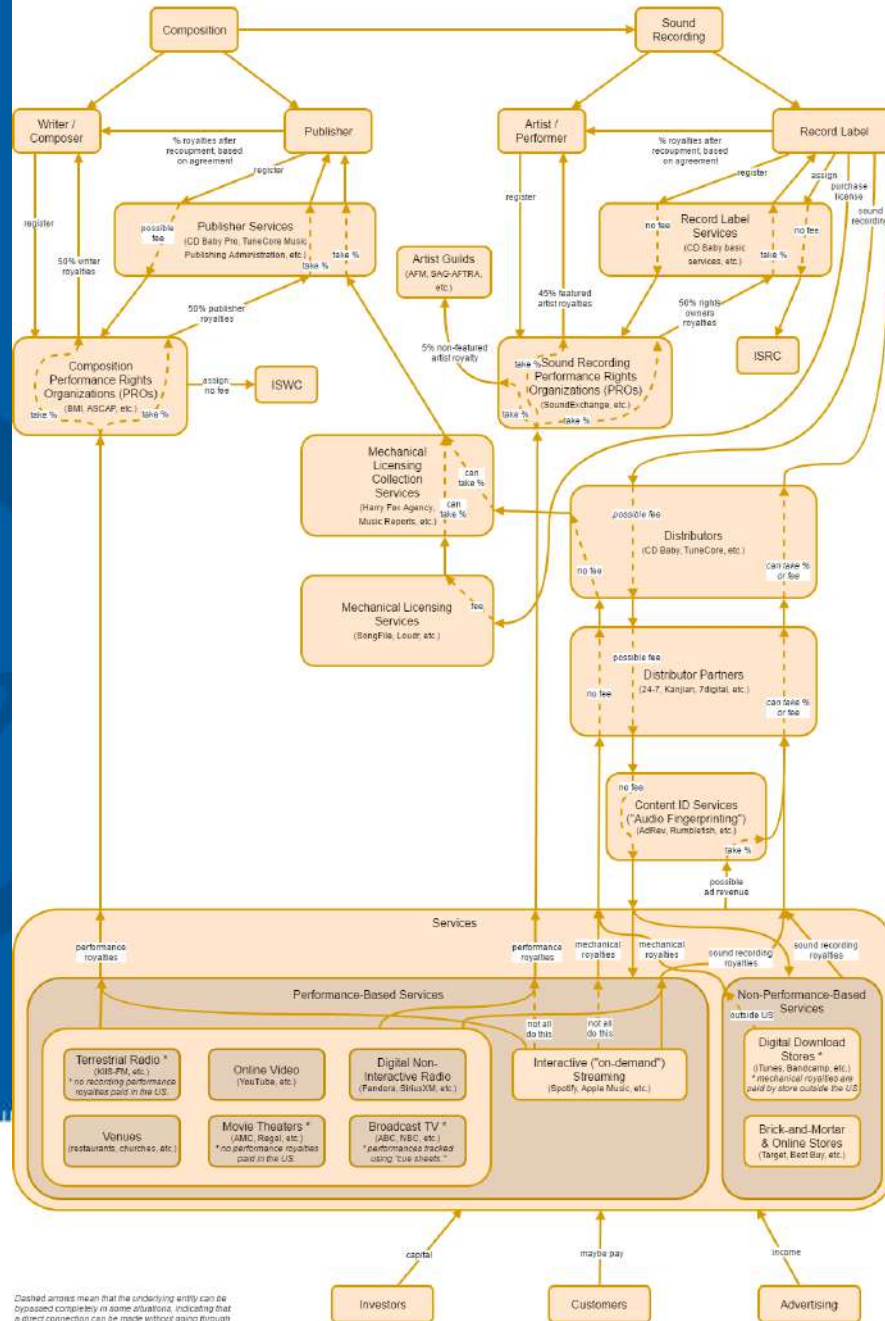 Composition
Sound
Recording
Writer /
Composer
Publisher
Artist /
Performer
Record Label
% royalties after
recoupment, based
on agreement
% royalties after
recoupment, based
on agreement
register
register
assign
purchase
license
sound
recording
register
50% writer
royalties
possible
fee
Publisher Services
(CD Baby Pro, TuneCore Music
Publishing Administration, etc.)
take %
take %
register
no fee
Record Label
Services
(CD Baby basic
services, etc.)
take %
no fee
Artist Guilds
(AFM, SAG-AFTRA,
etc.)
45% featured
artist royalties
50% rights
owners
royalties
50% publisher
royalties
5% non-featured
artist royalty
ISRC
Composition
Performance Rights
Organizations (PROs)
(BMI, ASCAP, etc.)
take %
take %
assign
no fee
ISWC
take %
Sound Recording
Performance Rights
Organizations (PROs)
(SoundExchange, etc.)
take %
take %
Mechanical
Licensing
Collection
Services
(Harry Fox Agency,
Music Reports, etc.)
can
take %
can
take %
possible fee
Distributors
(CD Baby, TuneCore, etc.)
no fee
can take %
or fee
Mechanical Licensing
Services
(SongFile, Loudr, etc.)
fee
possible fee
Distributor Partners
(24-7, Kanjian, 7digital, etc.)
no fee
can take %
or fee
no fee
Content ID Services
("Audio Fingerprinting")
(AdRev, Rumblefish, etc.)
take %
possible
ad revenue
Services
performance
royalties
performance
royalties
mechanical
royalties
mechanical
royalties
sound recording
royalties
sound recording
royalties
Performance-Based Services
Non-Performance-Based
Services
not all
do this
not all
do this
outside US
Terrestrial Radio *
(KIIS-FM, etc.)
* no recording performance
royalties paid in the US.
Online Video
(YouTube, etc.)
Digital Non-
Interactive Radio
(Pandora, SiriusXM, etc.)
Interactive ("on-demand")
Streaming
(Spotify, Apple Music, etc.)
Digital Download
Stores *
(iTunes, Bandcamp, etc.)
* mechanical royalties are
paid by store outside the US
Venues
(restaurants, churches, etc.)
Movie Theaters *
(AMC, Regal, etc.)
* no performance royalties
paid in the US.
Broadcast TV *
(ABC, NBC, etc.)
* performances tracked
using "cue sheets."
Brick-and-Mortar
& Online Stores
(Target, Best Buy, etc.)
capital
maybe pay
income
Investors
Customers
Advertising
Dashed arrows mean that the underlying entity can be
bypassed completely in some situations, indicating that
a direct connection can be made without going through